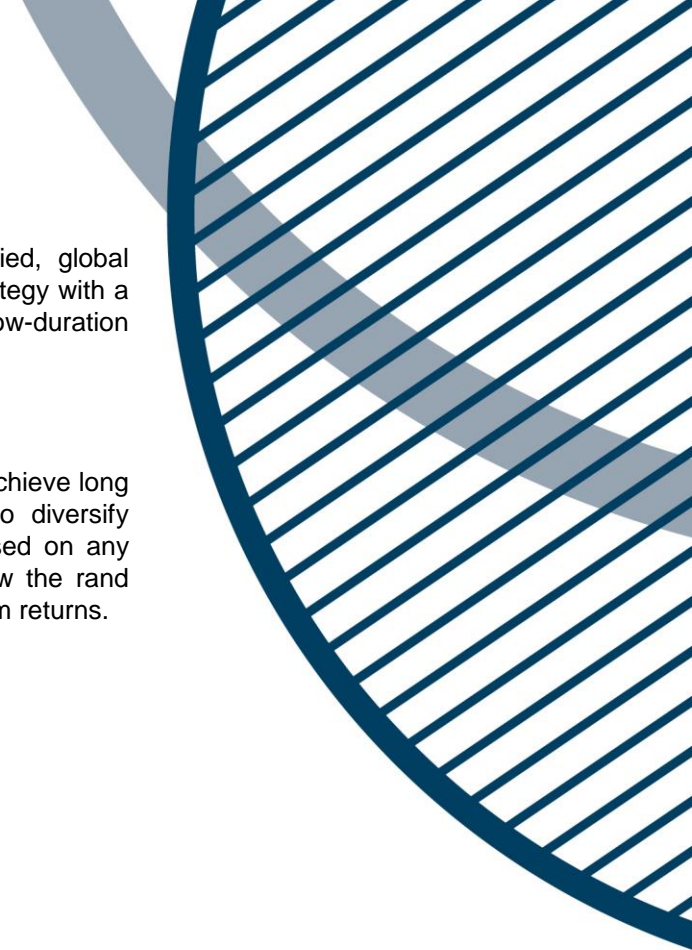 ied, global
tegy with a
ow-duration
chieve long
o diversify
sed on any
w the rand
m returns.